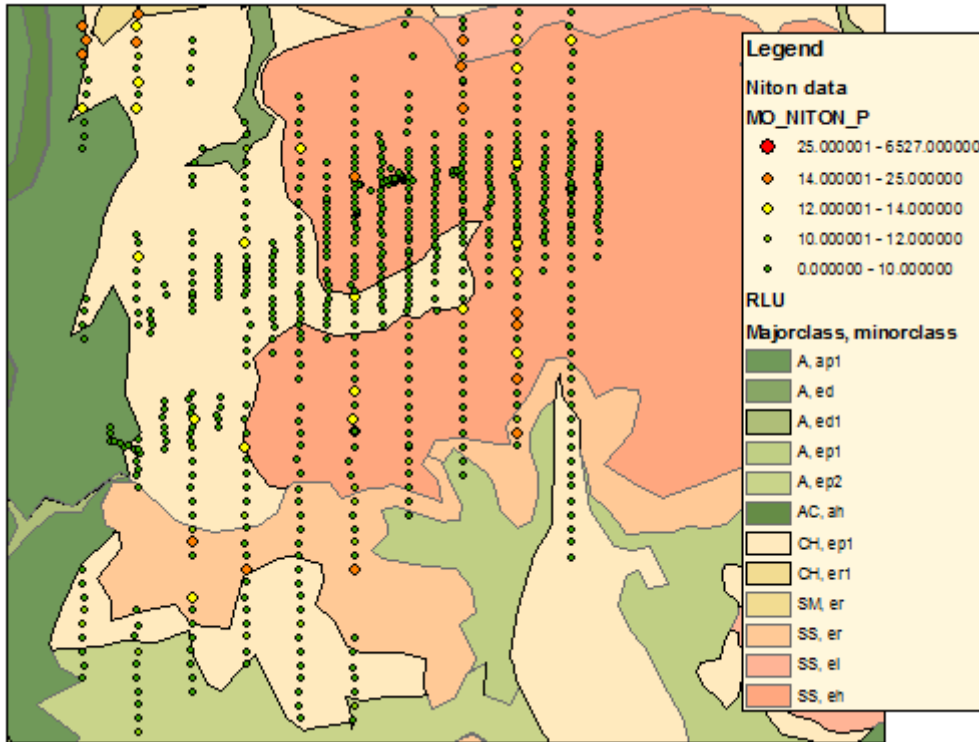 Legend
Niton data
MO_NITON_P
25.000001 - 6527.000000
14.000001 - 25.000000
12.000001 - 14.000000
10.000001 - 12.000000
0.000000 - 10.000000
RLU
Majorclass, minorclass
A, ap1
A, ed
A, ed1
A, ep1
A, ep2
AC, ah
CH, ep1
CH, er1
SM, er
SS, er
SS, el
SS, eh